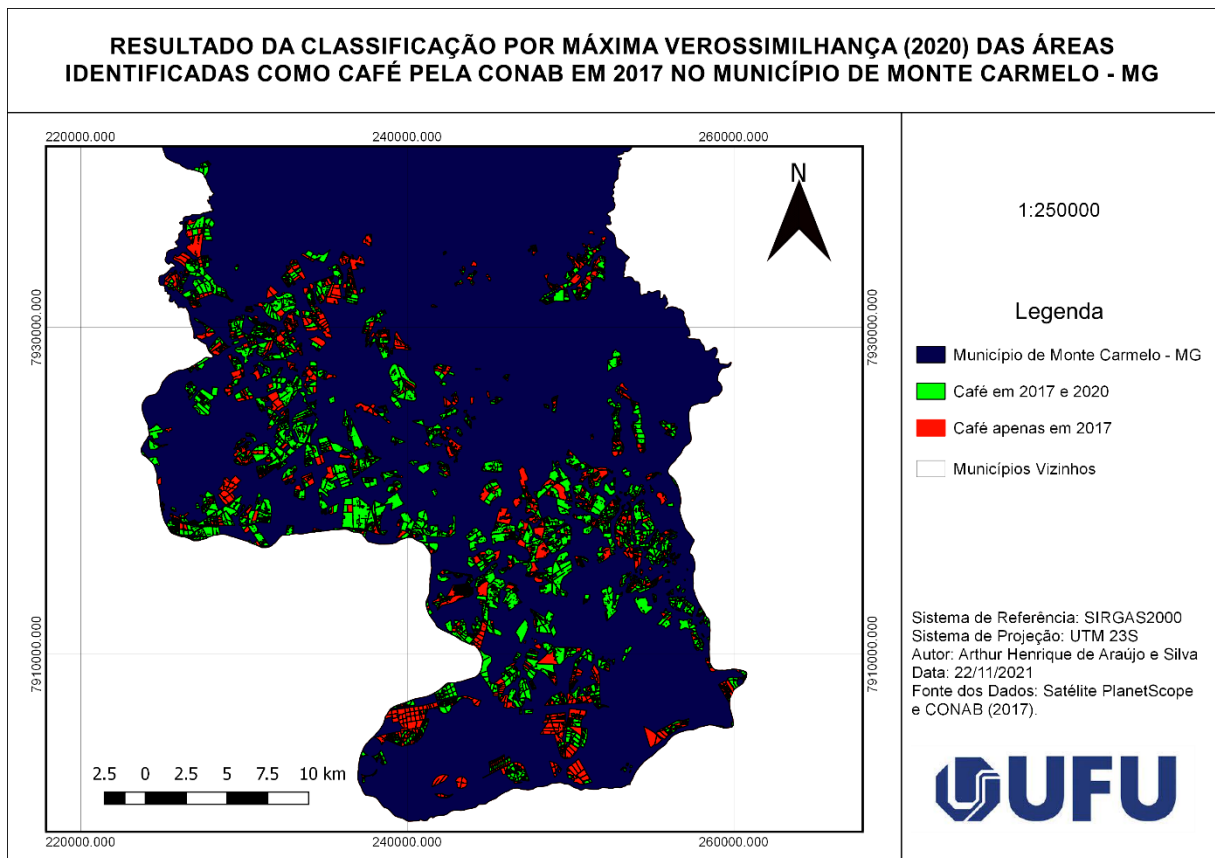 RESULTADO DA CLASSIFICAÇÃO POR MÁXIMA VEROSSIMILHANÇA (2020) DAS ÁREAS
IDENTIFICADAS COMO CAFÉ PELA CONAB EM 2017 NO MUNICÍPIO DE MONTE CARMELO - MG
220000.000 240000.000 260000.000
N
7930000.000 7930000.000
7910000.000 7910000.000
2.5 0 2.5 5 7.5 10 km
220000.000 240000.000 260000.000
1:250000
Legenda
Município de Monte Carmelo - MG
Café em 2017 e 2020
Café apenas em 2017
Municípios Vizinhos
Sistema de Referência: SIRGAS2000
Sistema de Projeção: UTM 23S
Autor: Arthur Henrique de Araújo e Silva
Data: 22/11/2021
Fonte dos Dados: Satélite PlanetScope
e CONAB (2017).
UFU